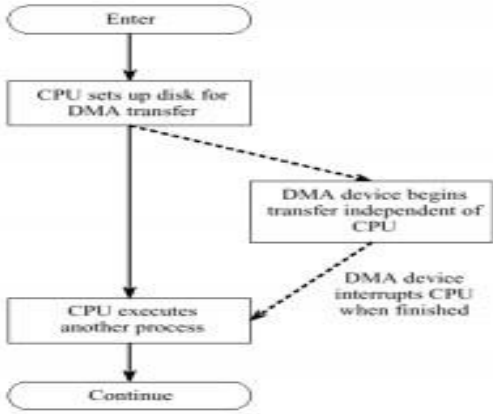 Enter
CPU sets up disk for
DMA transfer
DMA device begins
transfer independent of
CPU
DMA device
interrupts CPU
when finished
CPU executes
another process
Continue